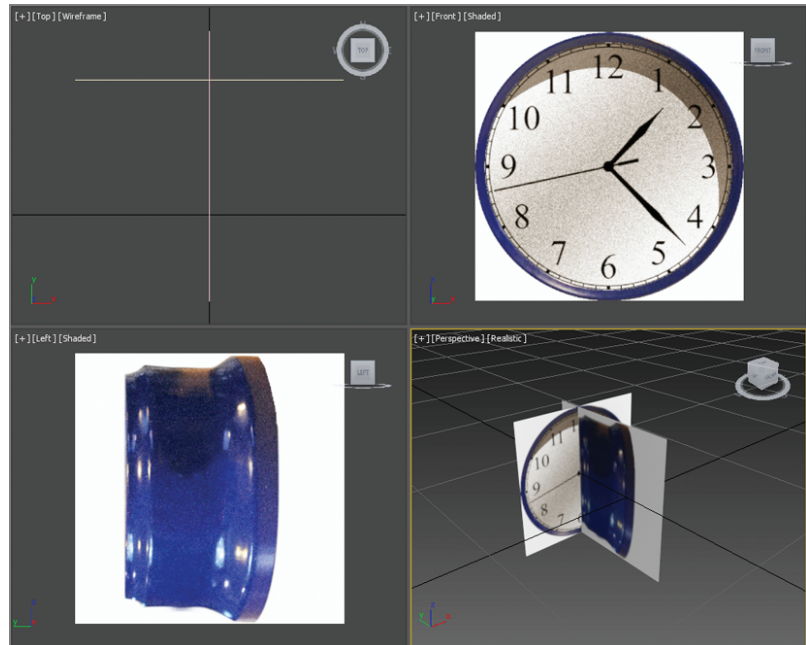 [+] [Top] [Wireframe]
N
W
TOP
S
[+] [Front] [Shaded]
FRONT
12
11
1
10
2
9
3
8
4
7
5
6
y
x
z
y
x
[+] [Left] [Shaded]
LEFT
[+] [Perspective] [Realistic]
11
1
10
9
8
7
y
z
z
y
x